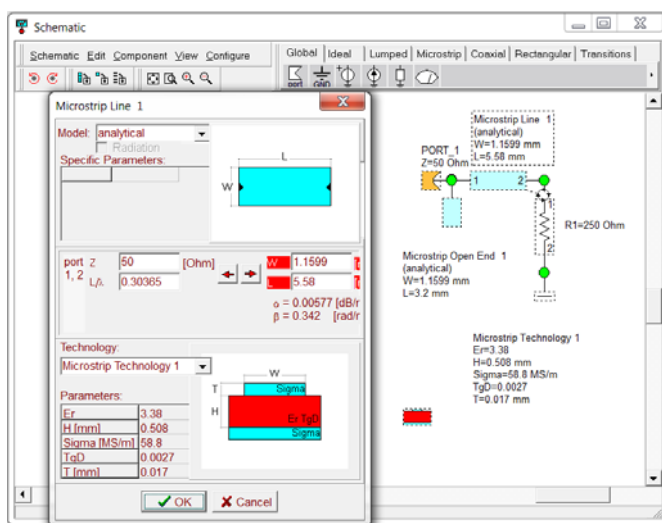 Schematic
Schematic Edit Component View Configure
Global Ideal Lumped Microstrip Coaxial Rectangular Transitions
port GND
Microstrip Line 1
Model: analytical
Radiation
Specific Parameters:
L
W
port 1, 2
Z 50 [Ohm]
L/λ 0.30365
W 1.1599
L 5.58
α = 0.00577 [dB/r
β = 0.342 [rad/r
Technology:
Microstrip Technology 1
Parameters:
Er 3.38
H [mm] 0.508
Sigma [MS/m] 58.8
TgD 0.0027
T [mm] 0.017
W
T
H
Sigma
Er TgD
Sigma
OK Cancel
Microstrip Line 1
(analytical)
W=1.1599 mm
L=5.58 mm
PORT_1
Z=50 Ohm
1 2
1
R1=250 Ohm
2
Microstrip Open End 1
(analytical)
W=1.1599 mm
L=3.2 mm
Microstrip Technology 1
Er=3.38
H=0.508 mm
Sigma=58.8 MS/m
TgD=0.0027
T=0.017 mm